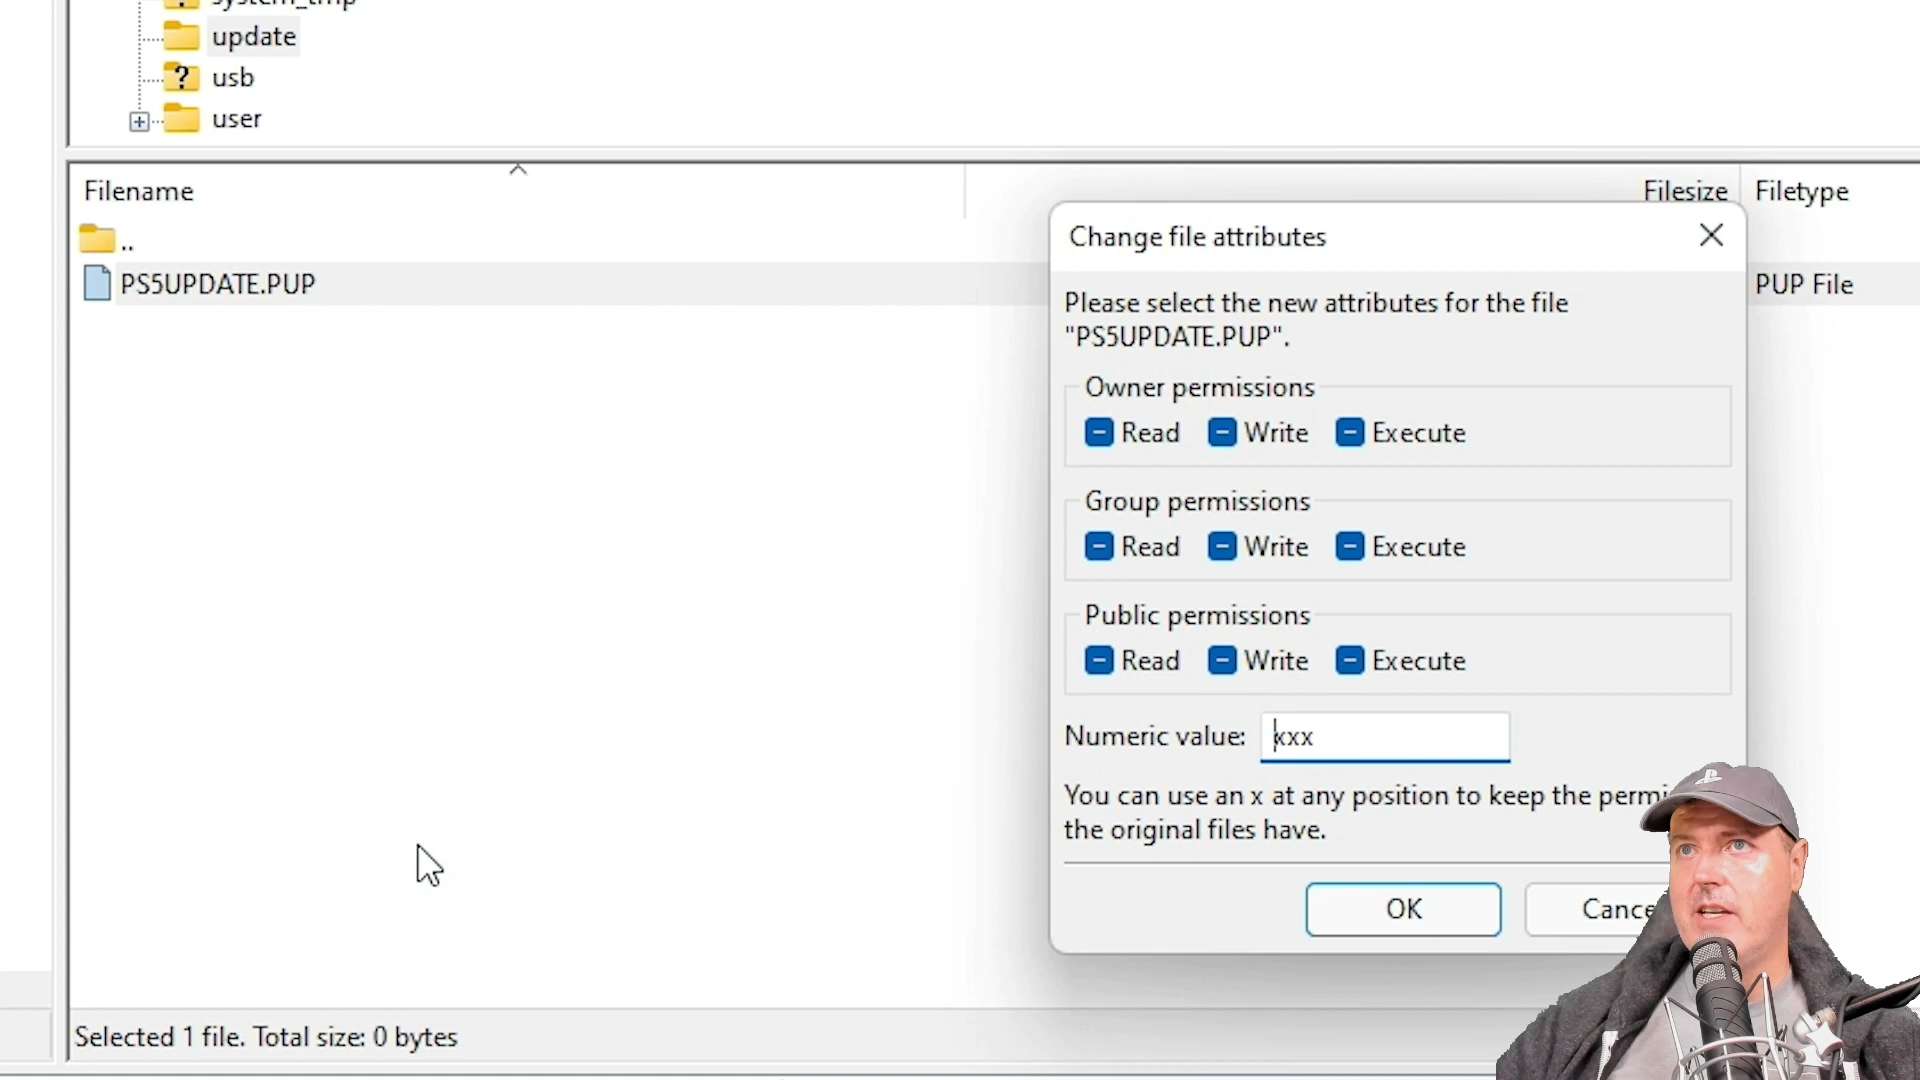 system_tmp
update
usb
user
Filename
Filesize
Filetype
..
PS5UPDATE.PUP
PUP File
Change file attributes
Please select the new attributes for the file
"PS5UPDATE.PUP".
Owner permissions
Read Write Execute
Group permissions
Read Write Execute
Public permissions
Read Write Execute
Numeric value: xxx
You can use an x at any position to keep the
the original files have.
OK
Selected 1 file. Total size: 0 bytes